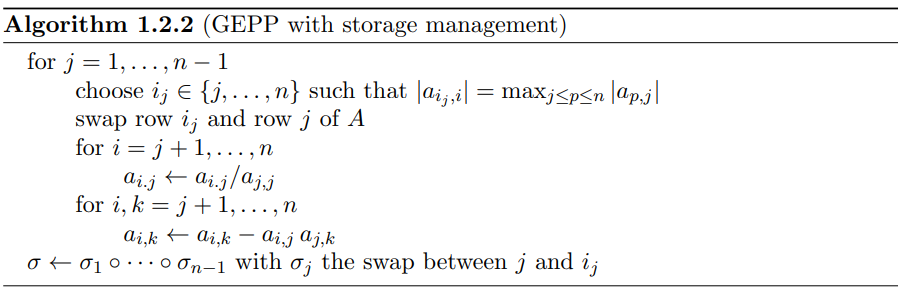 Algorithm 1.2.2 (GEPP with storage management)
for j = 1, . . . , n − 1
choose i_j ∈ {j, . . . , n} such that |a_{i_j,i}| = max_{j≤p≤n} |a_{p,j}|
swap row i_j and row j of A
for i = j + 1, . . . , n
a_{i.j} ← a_{i.j}/a_{j,j}
for i, k = j + 1, . . . , n
a_{i,k} ← a_{i,k} − a_{i,j} a_{j,k}
σ ← σ_1 ∘ · · · ∘ σ_{n−1} with σ_j the swap between j and i_j